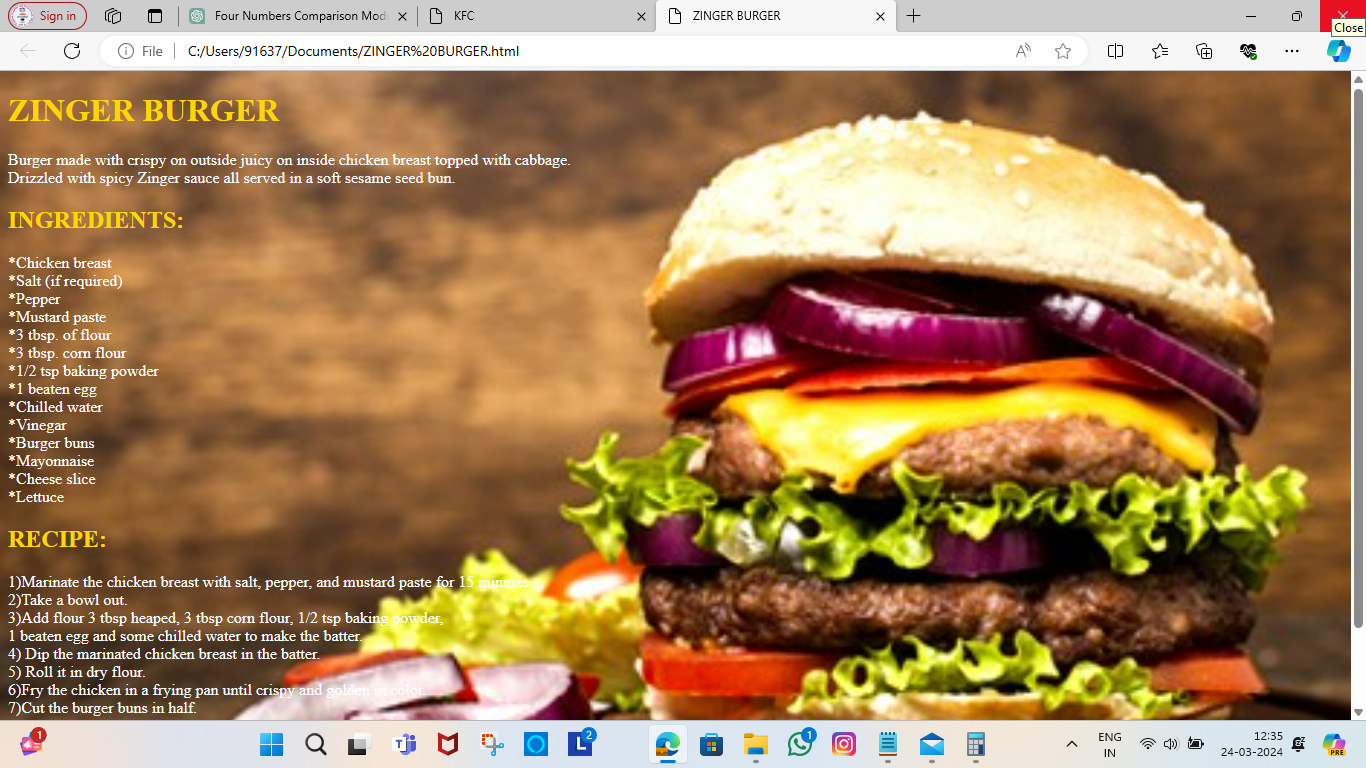 Sign in
Four Numbers Comparison Mod
KFC
ZINGER BURGER
Close
File
C:/Users/91637/Documents/ZINGER%20BURGER.html
ZINGER BURGER
Burger made with crispy on outside juicy on inside chicken breast topped with cabbage.
Drizzled with spicy Zinger sauce all served in a soft sesame seed bun.
INGREDIENTS:
*Chicken breast
*Salt (if required)
*Pepper
*Mustard paste
*3 tbsp. of flour
*3 tbsp. corn flour
*1/2 tsp baking powder
*1 beaten egg
*Chilled water
*Vinegar
*Burger buns
*Mayonnaise
*Cheese slice
*Lettuce
RECIPE:
1)Marinate the chicken breast with salt, pepper, and mustard paste for 15 minutes.
2)Take a bowl out.
3)Add flour 3 tbsp heaped, 3 tbsp corn flour, 1/2 tsp baking powder,
1 beaten egg and some chilled water to make the batter.
4) Dip the marinated chicken breast in the batter.
5) Roll it in dry flour.
6)Fry the chicken in a frying pan until crispy and golden in color.
7)Cut the burger buns in half.
1
2
1
ENG
IN
12:35
24-03-2024
PRE